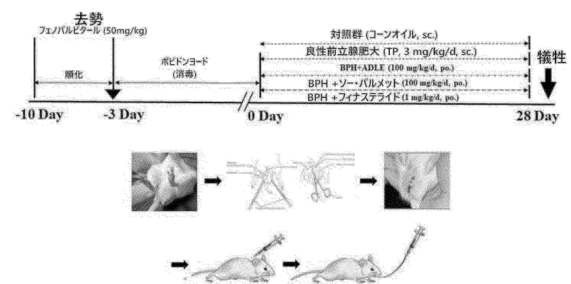 去勢
フェノバルビタール (50mg/kg)
順化
ポビドンヨード
(消毒)
対照群 (コーンオイル, sc.)
良性前立腺肥大 (TP, 3 mg/kg/d, sc.)
BPH+ADLE (100 mg/kg/d, po.)
BPH +ソー・パルメット (100 mg/kg/d, po.)
BPH +フィナステライド (1 mg/kg/d, po.)
犠牲
-10 Day
-3 Day
0 Day
28 Day